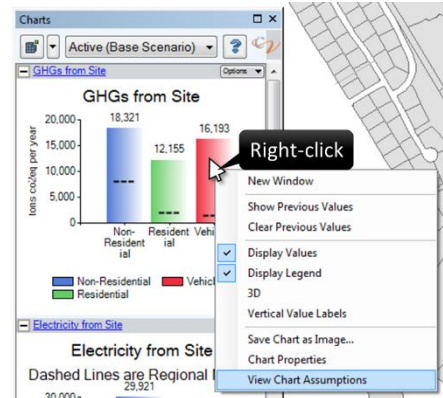 Charts
Active (Base Scenario)
?
GHGs from Site
Options
GHGs from Site
tons co2eq per year
20,000
15,000
10,000
5,000
0
18,321
12,155
16,193
Non-
Resident
ial
Resident
ial
Vehi
Non-Residential
Vehicl
Residential
Right-click
New Window
Show Previous Values
Clear Previous Values
Display Values
Display Legend
3D
Vertical Value Labels
Save Chart as Image...
Chart Properties
View Chart Assumptions
Electricity from Site
Electricity from Site
Dashed Lines are Regional
29,921
30,000